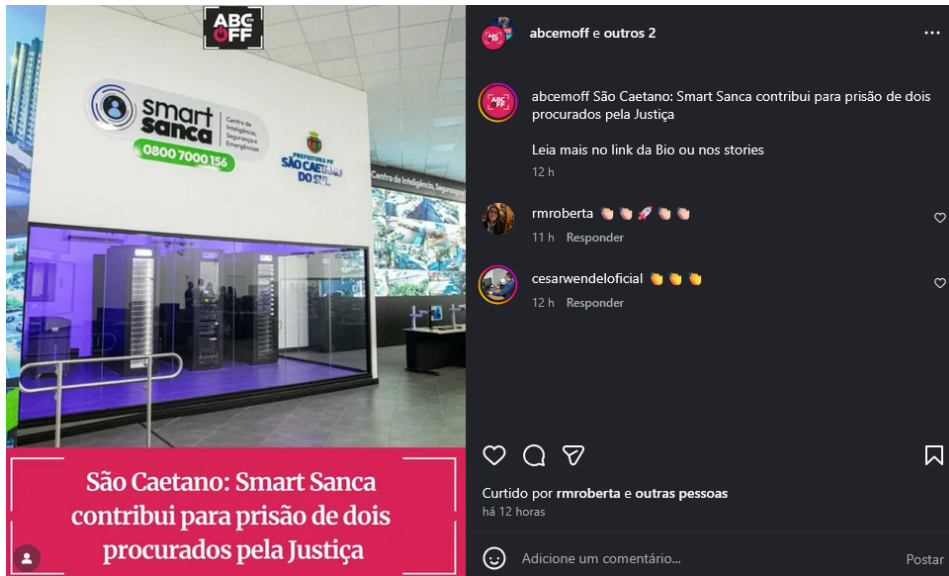 ABC
EM
OFF
smart
sanca
Centro de
Inteligência,
Segurança e
Emergências
0800 7000 156
PREFEITURA DE
SÃO CAETANO
DO SUL
Centro de Inteligência, Segurança e
São Caetano: Smart Sanca
contribui para prisão de dois
procurados pela Justiça
abcemoff e outros 2
abcemoff São Caetano: Smart Sanca contribui para prisão de dois
procurados pela Justiça
Leia mais no link da Bio ou nos stories
12 h
rmroberta 👏🏻 👏🏻 🚀 👏🏻 👏🏻
11 h Responder
cesarwendeloficial 👏 👏 👏
12 h Responder
Curtido por rmroberta e outras pessoas
há 12 horas
Adicione um comentário...
Postar